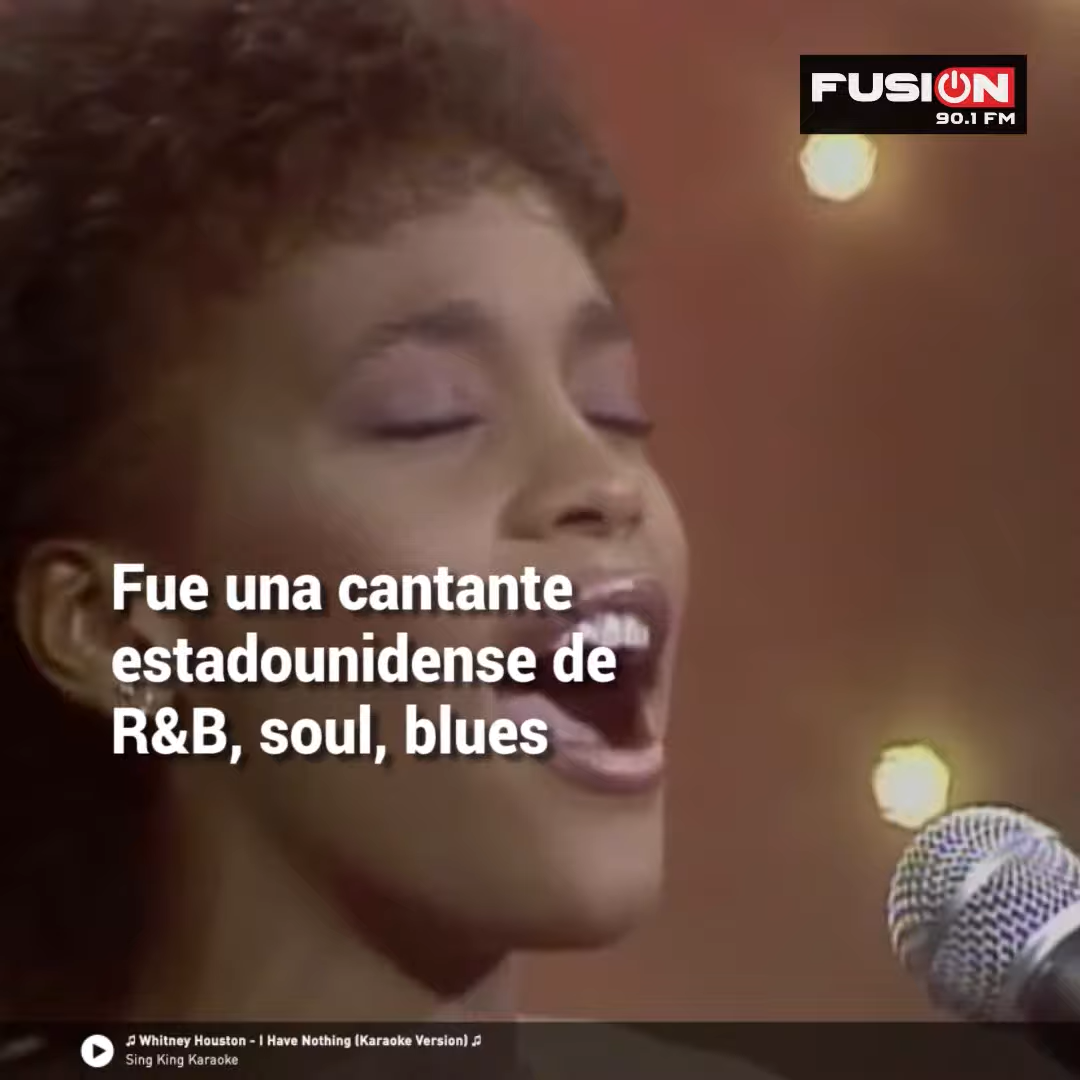 FUSION
90.1 FM
Fue una cantante
estadounidense de
R&B, soul, blues
♫ Whitney Houston - I Have Nothing (Karaoke Version) ♫
Sing King Karaoke